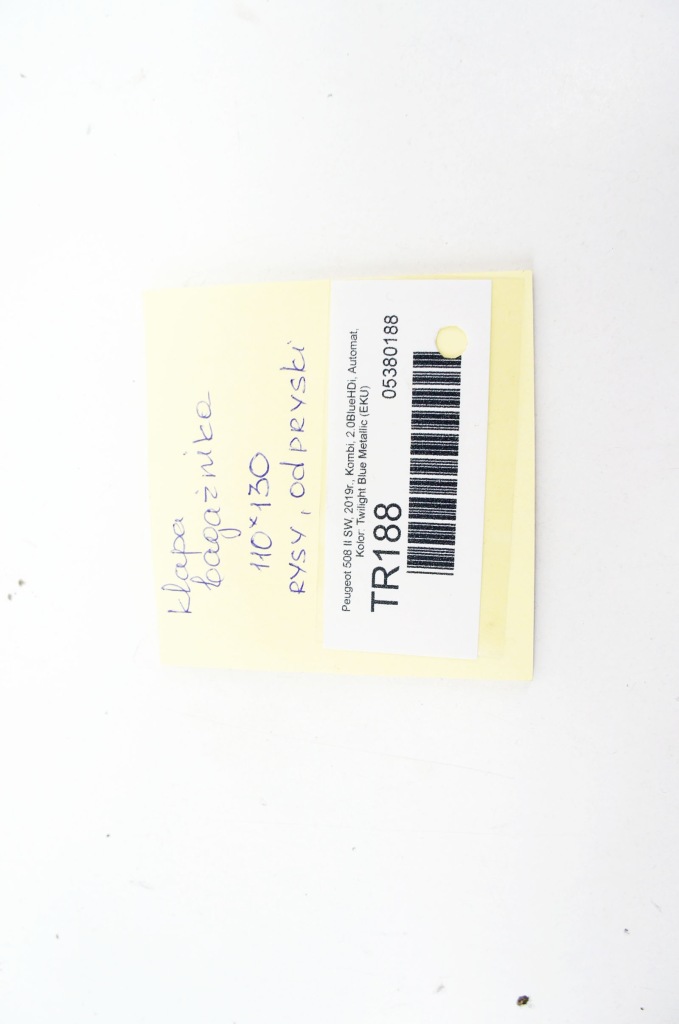 Klapa
bagażnika
110x130
RYSY, ODPRYSKI
Peugeot 508 II SW, 2019r., Kombi, 2.0BlueHDi, Automat,
Kolor: Twilight Blue Metallic (EKU)
TR188
05380188